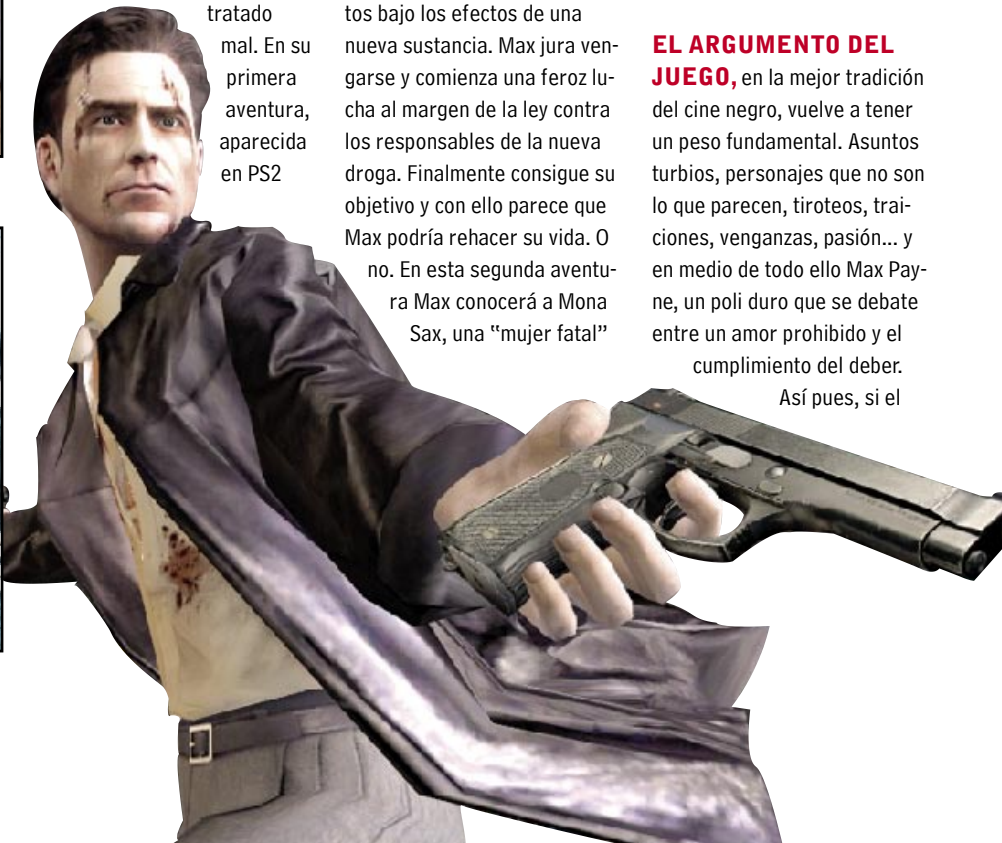 tratado
mal. En su
primera
aventura,
aparecida
en PS2
tos bajo los efectos de una
nueva sustancia. Max jura ven-
garse y comienza una feroz lu-
cha al margen de la ley contra
los responsables de la nueva
droga. Finalmente consigue su
objetivo y con ello parece que
Max podría rehacer su vida. O
no. En esta segunda aventu-
ra Max conocerá a Mona
Sax, una “mujer fatal”
EL ARGUMENTO DEL
JUEGO, en la mejor tradición
del cine negro, vuelve a tener
un peso fundamental. Asuntos
turbios, personajes que no son
lo que parecen, tiroteos, trai-
ciones, venganzas, pasión... y
en medio de todo ello Max Pay-
ne, un poli duro que se debate
entre un amor prohibido y el
cumplimiento del deber.
Así pues, si el